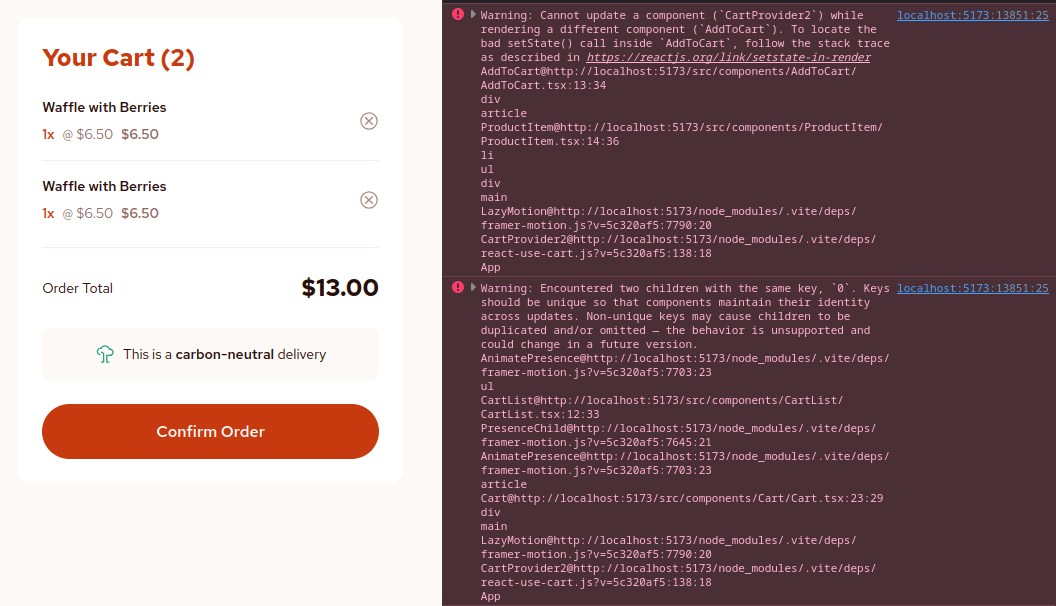 Your Cart (2)
Waffle with Berries
1x @ $6.50 $6.50
Waffle with Berries
1x @ $6.50 $6.50
Order Total $13.00
This is a carbon-neutral delivery
Confirm Order
Warning: Cannot update a component (`CartProvider2`) while localhost:5173:13851:25
rendering a different component (`AddToCart`). To locate the
bad setState() call inside `AddToCart`, follow the stack trace
as described in https://reactjs.org/link/setstate-in-render
AddToCart@http://localhost:5173/src/components/AddToCart/
AddToCart.tsx:13:34
div
article
ProductItem@http://localhost:5173/src/components/ProductItem/
ProductItem.tsx:14:36
li
ul
div
main
LazyMotion@http://localhost:5173/node_modules/.vite/deps/
framer-motion.js?v=5c320af5:7790:20
CartProvider2@http://localhost:5173/node_modules/.vite/deps/
react-use-cart.js?v=5c320af5:138:18
App
Warning: Encountered two children with the same key, `0`. Keys localhost:5173:13851:25
should be unique so that components maintain their identity
across updates. Non-unique keys may cause children to be
duplicated and/or omitted — the behavior is unsupported and
could change in a future version.
AnimatePresence@http://localhost:5173/node_modules/.vite/deps/
framer-motion.js?v=5c320af5:7703:23
ul
CartList@http://localhost:5173/src/components/CartList/
CartList.tsx:12:33
PresenceChild@http://localhost:5173/node_modules/.vite/deps/
framer-motion.js?v=5c320af5:7645:21
AnimatePresence@http://localhost:5173/node_modules/.vite/deps/
framer-motion.js?v=5c320af5:7703:23
article
Cart@http://localhost:5173/src/components/Cart/Cart.tsx:23:29
div
main
LazyMotion@http://localhost:5173/node_modules/.vite/deps/
framer-motion.js?v=5c320af5:7790:20
CartProvider2@http://localhost:5173/node_modules/.vite/deps/
react-use-cart.js?v=5c320af5:138:18
App